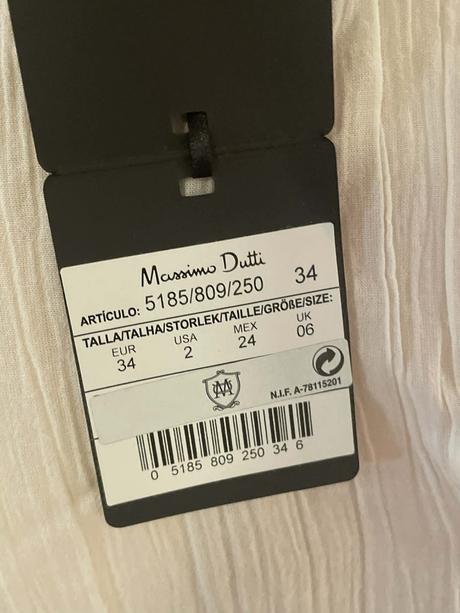 Massimo Dutti
ARTÍCULO: 5185/809/250 34
TALLA/TALHA/STORLEK/TAILLE/GRÖßE/SIZE:
EUR USA MEX UK
34 2 24 06
N.I.F. A-78115201
0 5185 809 250 34 6